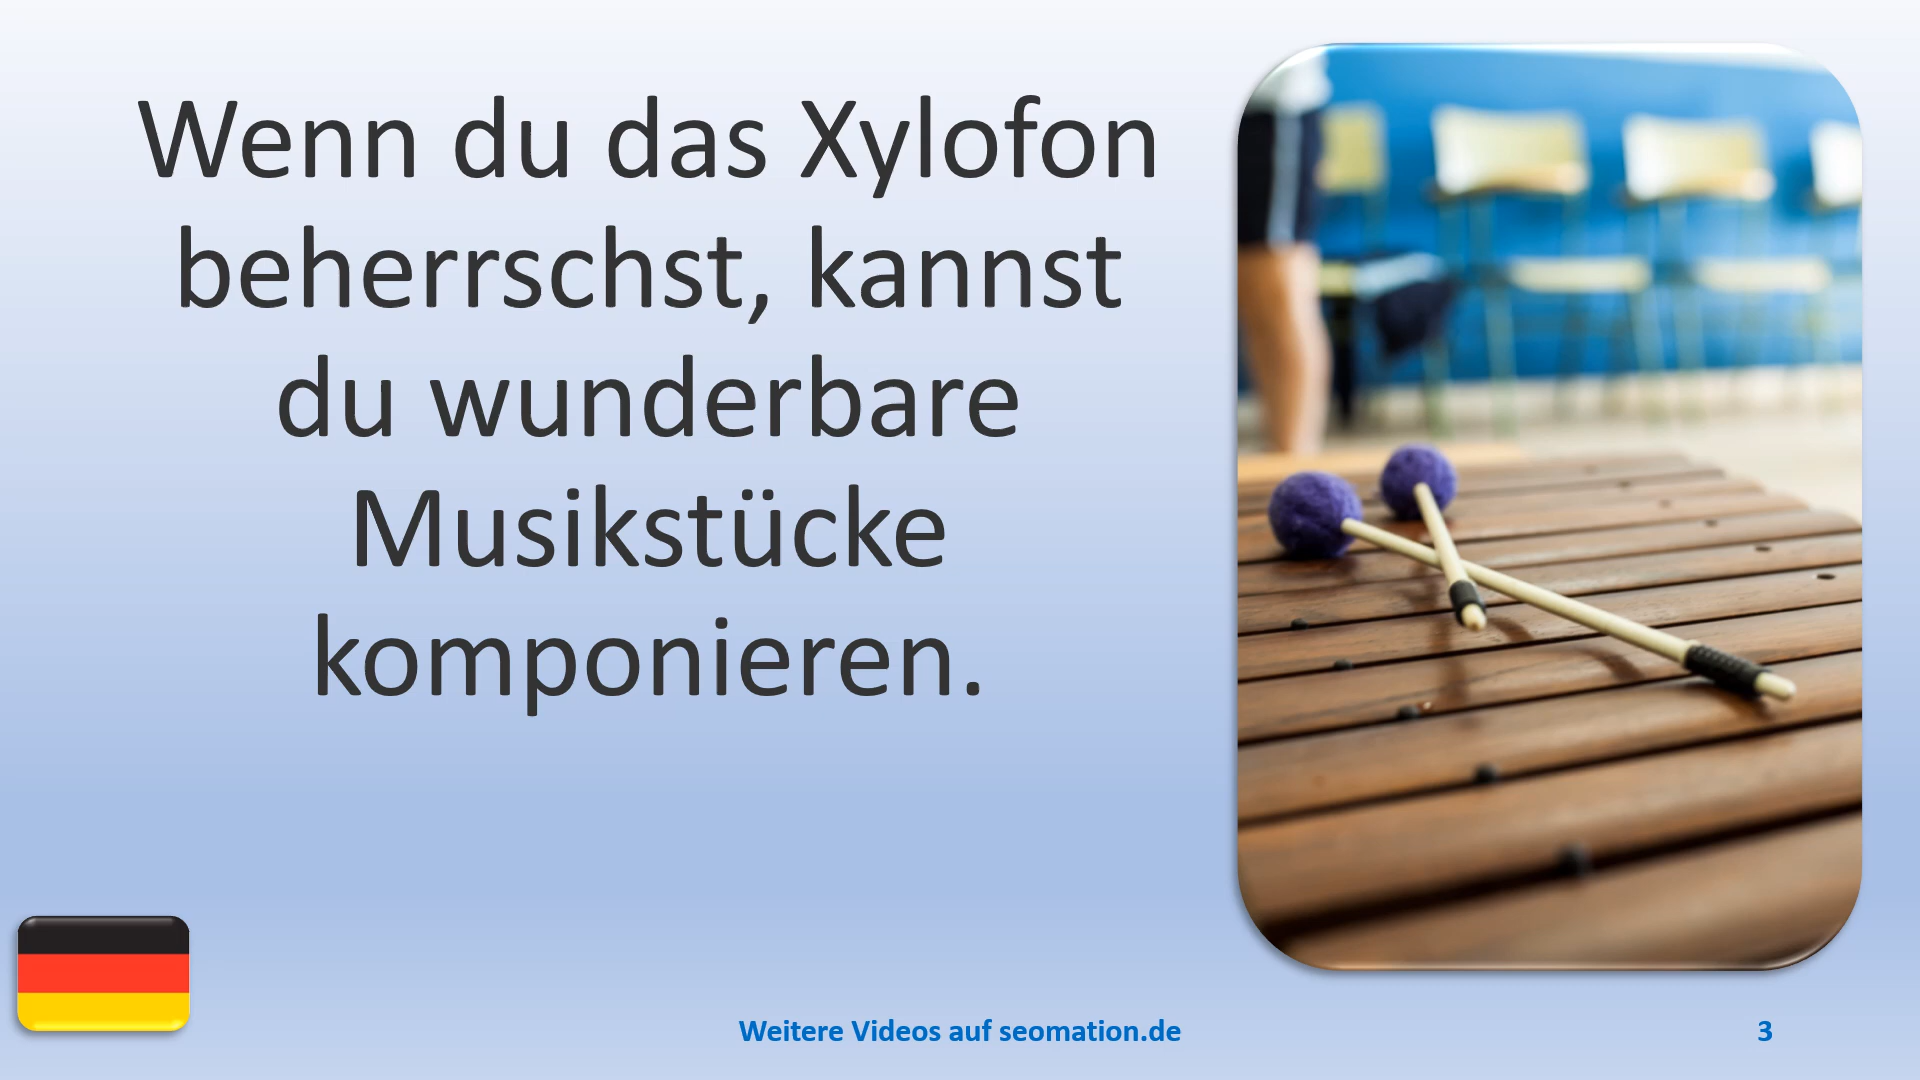 Wenn du das Xylofon
beherrschst, kannst
du wunderbare
Musikstücke
komponieren.
Weitere Videos auf seomation.de
3